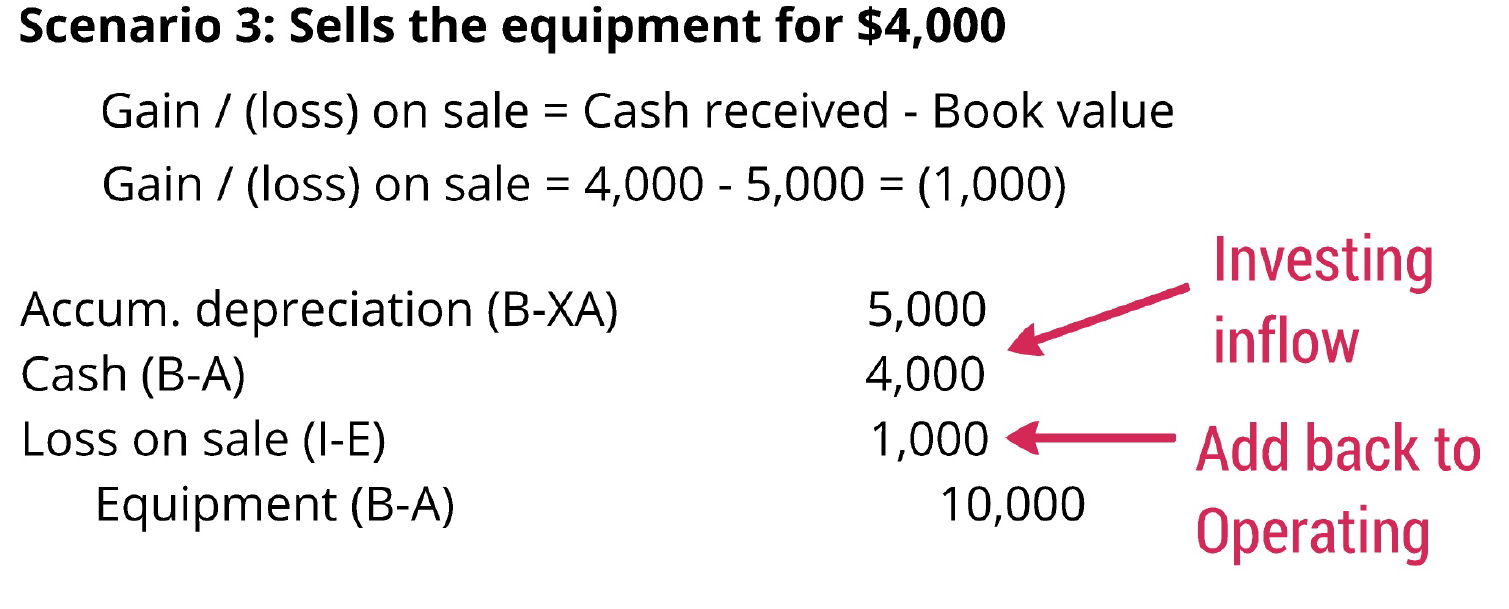 Scenario 3: Sells the equipment for $4,000
Gain / (loss) on sale = Cash received - Book value
Gain / (loss) on sale = 4,000 - 5,000 = (1,000)
Investing
inflow
Accum. depreciation (B-XA) 5,000
Cash (B-A) 4,000
Loss on sale (I-E) 1,000
Add back to
Operating
Equipment (B-A) 10,000